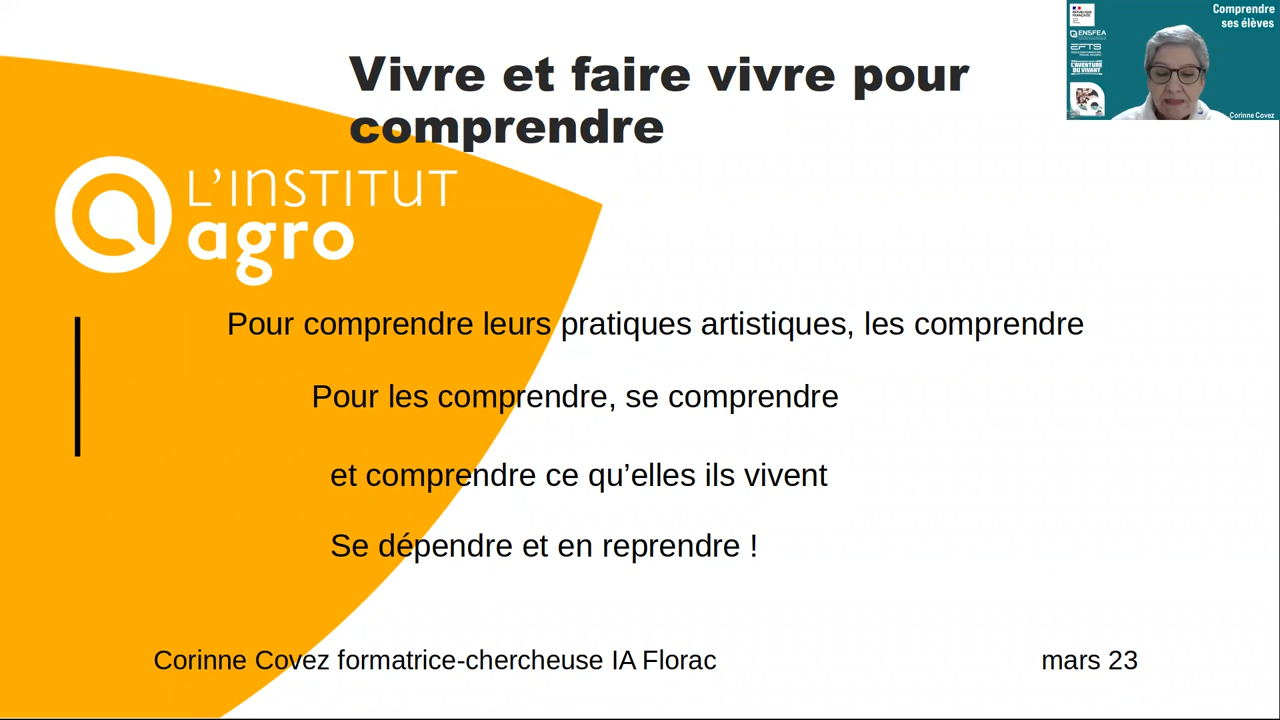 Vivre et faire vivre pour
comprendre
L'INSTITUT
agro
Pour comprendre leurs pratiques artistiques, les comprendre
Pour les comprendre, se comprendre
et comprendre ce qu’elles ils vivent
Se dépendre et en reprendre !
Corinne Covez formatrice-chercheuse IA Florac
mars 23
Comprendre
ses élèves
RÉPUBLIQUE
FRANÇAISE
ENSFEA
EFTS
L'AVENTURE
DU VIVANT
Corinne Covez